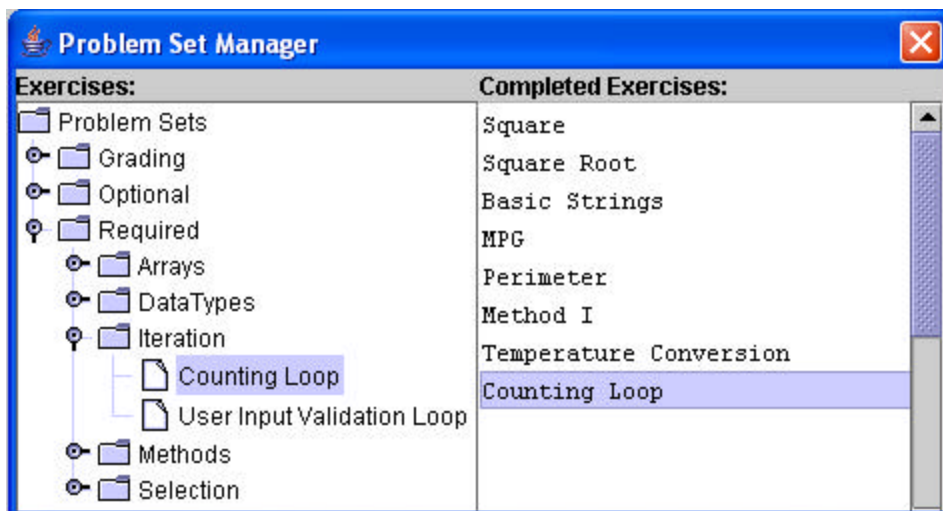 Problem Set Manager
Exercises:
Problem Sets
Grading
Optional
Required
Arrays
DataTypes
Iteration
Counting Loop
User Input Validation Loop
Methods
Selection
Completed Exercises:
Square
Square Root
Basic Strings
MPG
Perimeter
Method I
Temperature Conversion
Counting Loop